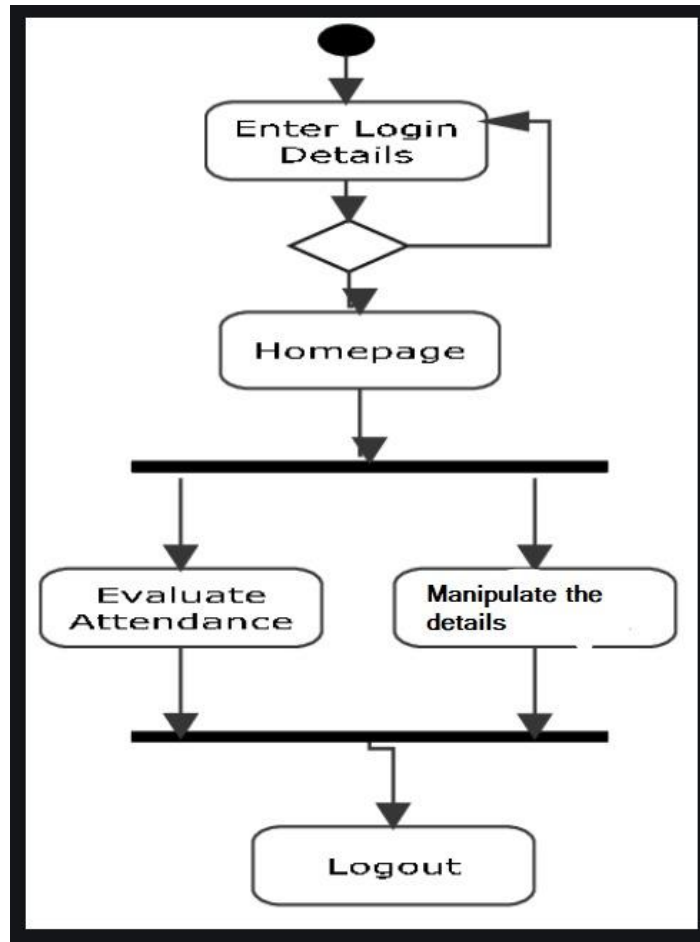 Enter Login
Details
Homepage
Evaluate
Attendance
Manipulate the
details
Logout